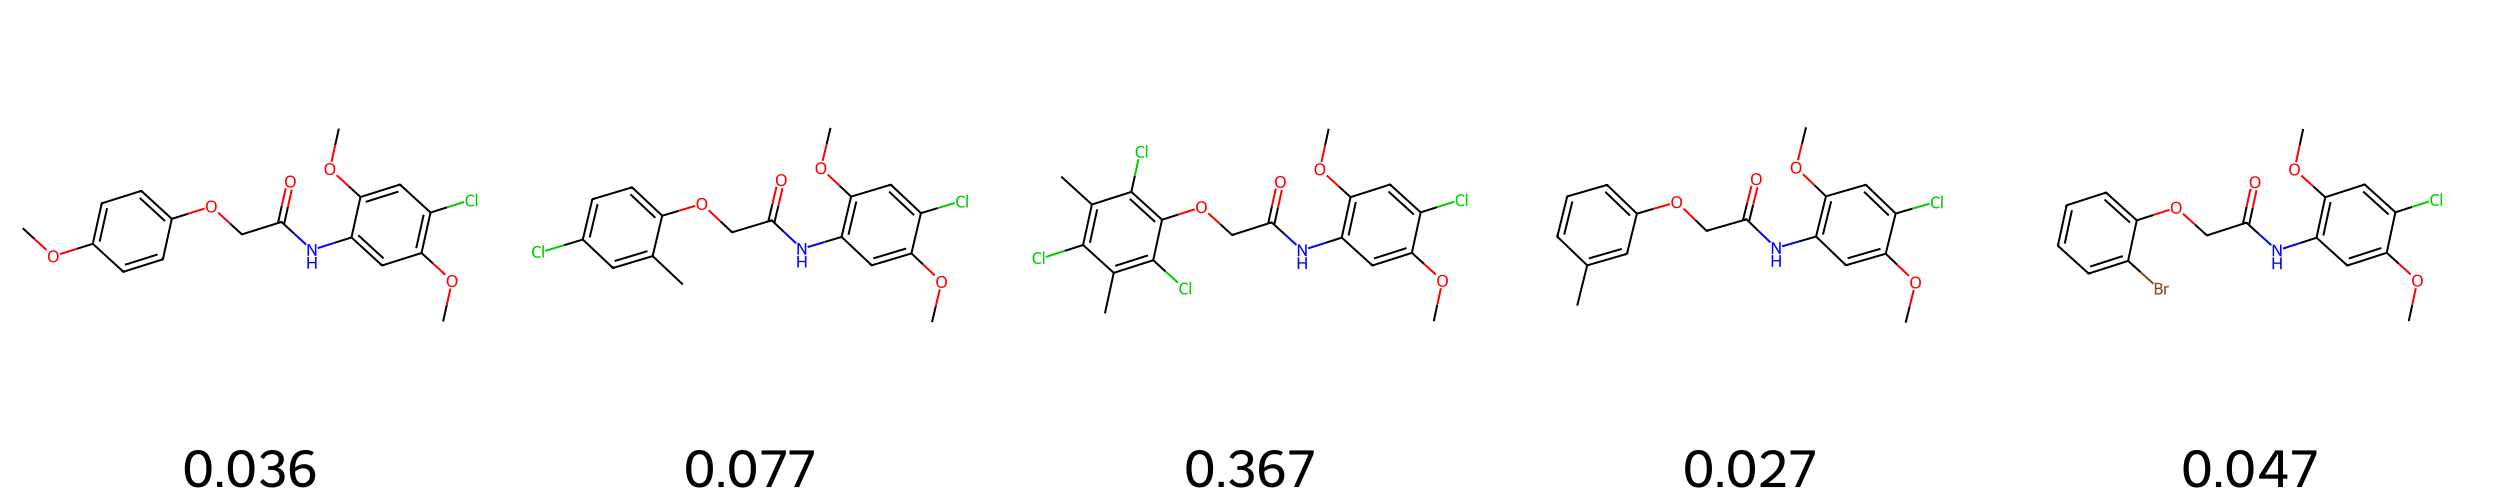 O O O N H O Cl O
Cl O O N H O Cl O
Cl Cl Cl O O N H O Cl O
O O N H O Cl O
Br O O N H O Cl O
0.036 0.077 0.367 0.027 0.047